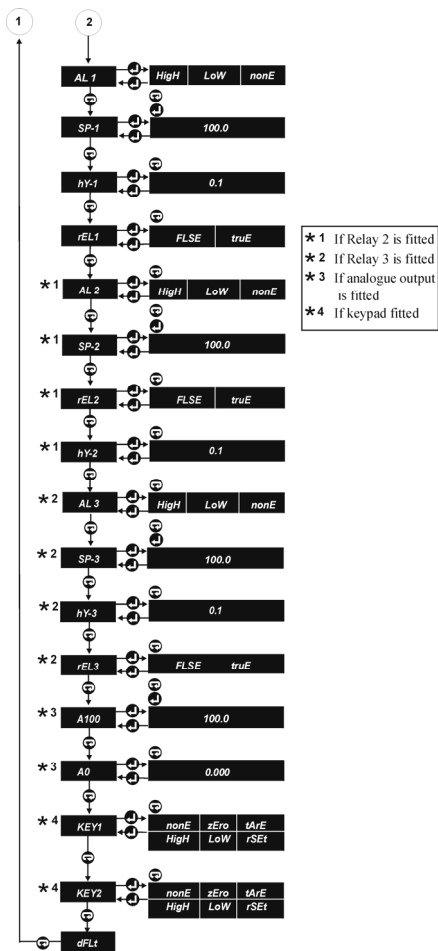 1
2
AL 1
HigH LoW nonE
SP-1
100.0
hY-1
0.1
rEL1
FLSE truE
*1 AL 2
HigH LoW nonE
*1 SP-2
100.0
*1 rEL2
FLSE truE
*1 hY-2
0.1
*2 AL 3
HigH LoW nonE
*2 SP-3
100.0
*2 hY-3
0.1
*2 rEL3
FLSE truE
*3 A100
100.0
*3 A0
0.000
*4 KEY1
nonE zEro tArE
HigH LoW rSEt
*4 KEY2
nonE zEro tArE
HigH LoW rSEt
dFLt
*1 If Relay 2 is fitted
*2 If Relay 3 is fitted
*3 If analogue output
is fitted
*4 If keypad fitted